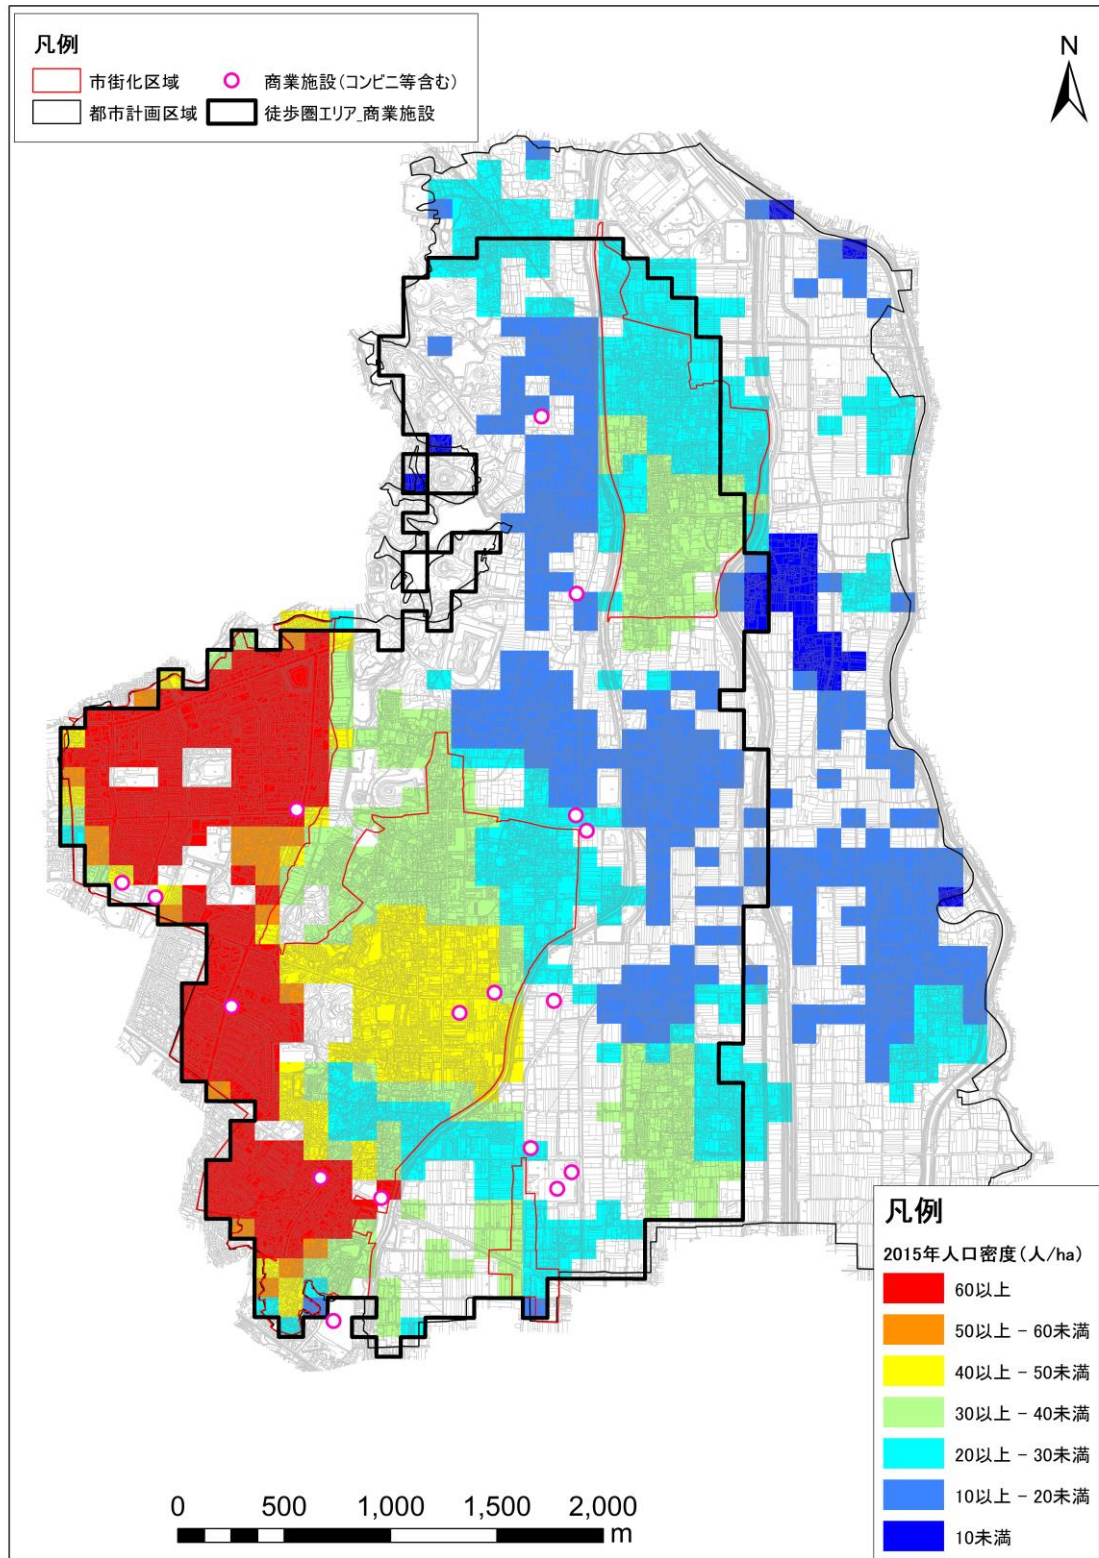 凡例
市街化区域 商業施設(コンビニ等含む)
都市計画区域 徒歩圏エリア_商業施設
N
凡例
2015年人口密度(人/ha)
60以上
50以上 - 60未満
40以上 - 50未満
30以上 - 40未満
20以上 - 30未満
10以上 - 20未満
10未満
0 500 1,000 1,500 2,000
m